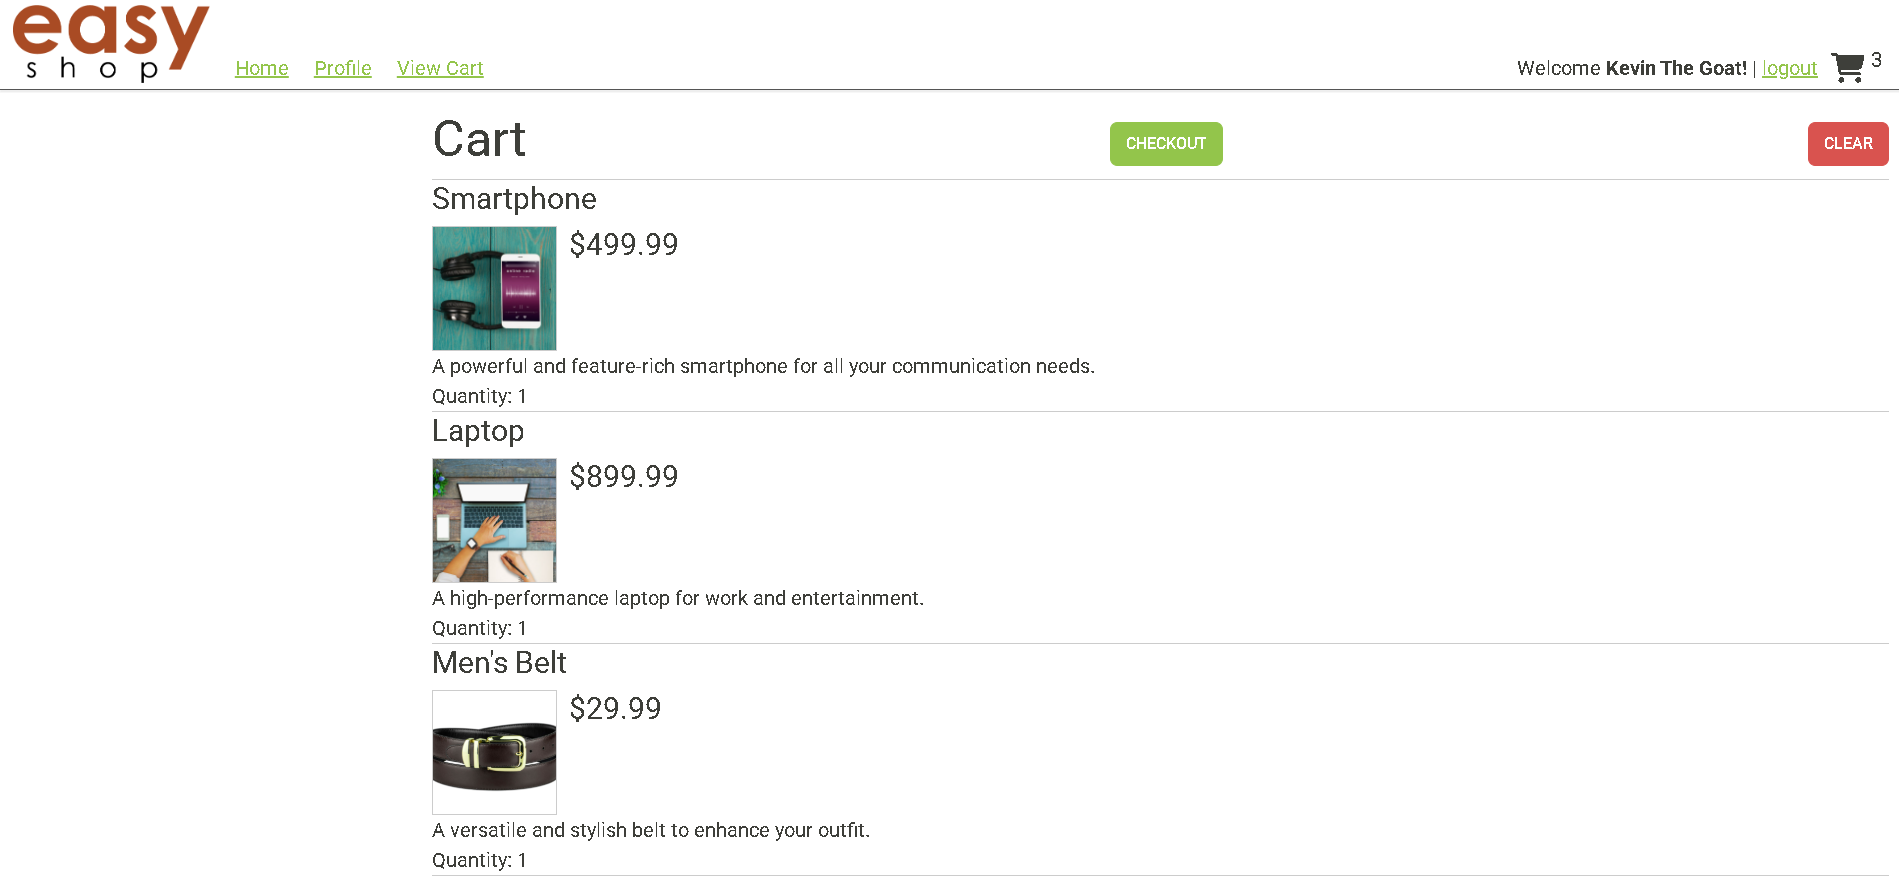 easy
shop
Home Profile View Cart
Welcome Kevin The Goat! | logout 3
Cart
CHECKOUT
CLEAR
Smartphone
$499.99
A powerful and feature-rich smartphone for all your communication needs.
Quantity: 1
Laptop
$899.99
A high-performance laptop for work and entertainment.
Quantity: 1
Men's Belt
$29.99
A versatile and stylish belt to enhance your outfit.
Quantity: 1